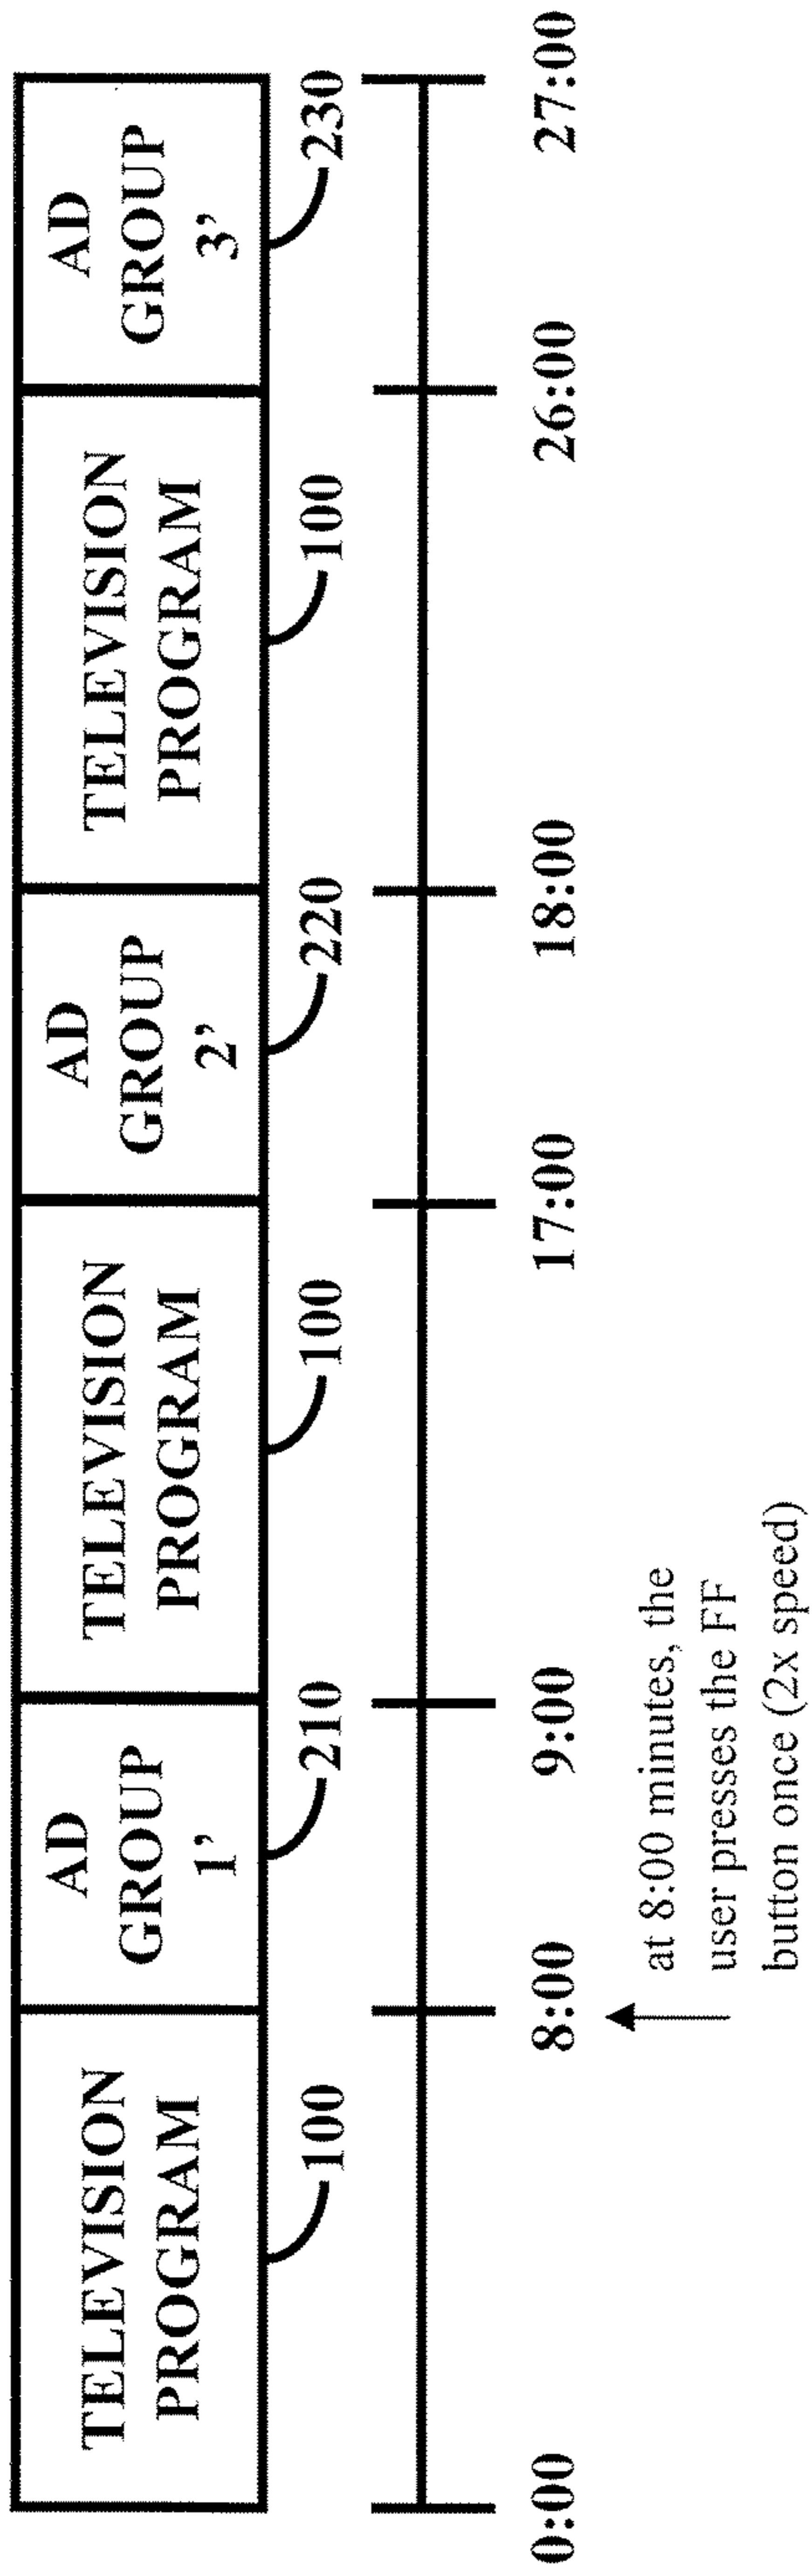 TELEVISION
PROGRAM
AD
GROUP
1’
TELEVISION
PROGRAM
AD
GROUP
2’
TELEVISION
PROGRAM
AD
GROUP
3’
100
210
100
220
100
230
0:00
8:00
9:00
17:00
18:00
26:00
27:00
at 8:00 minutes, the
user presses the FF
button once (2x speed)